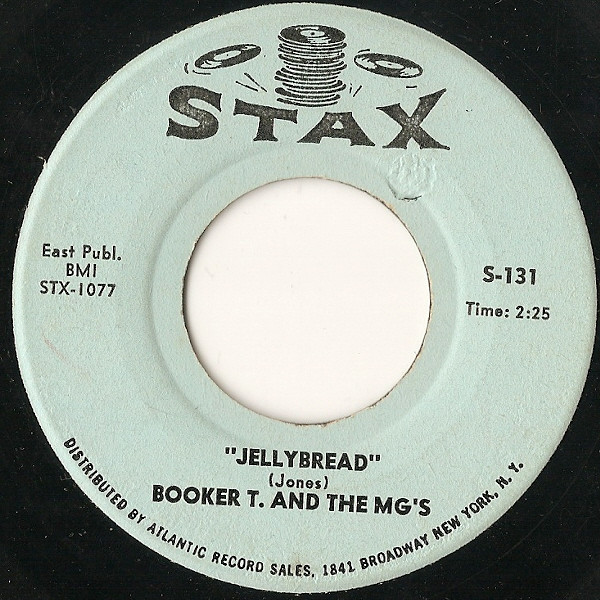 STAX
East Publ.
BMI
STX-1077
S-131
Time: 2:25
"JELLYBREAD"
(Jones)
BOOKER T. AND THE MG'S
DISTRIBUTED BY ATLANTIC RECORD SALES, 1841 BROADWAY NEW YORK, N. Y.